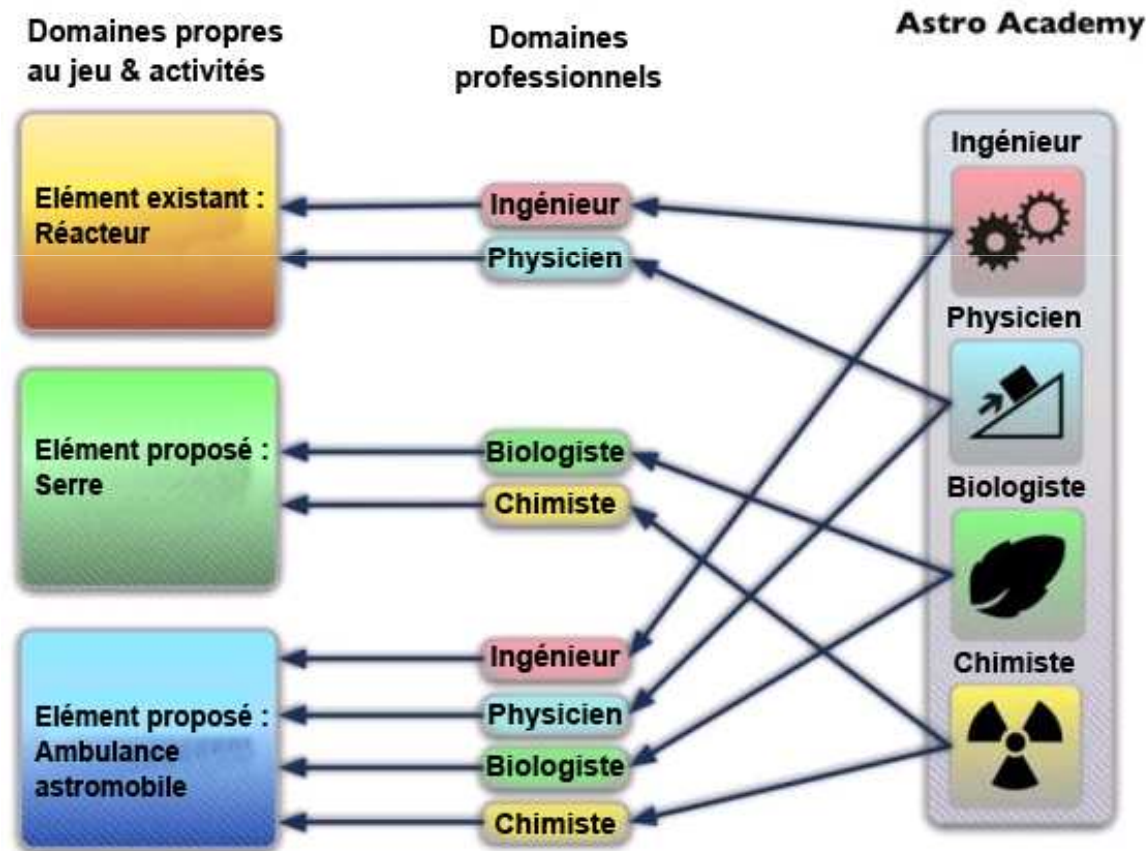 Domaines propres
au jeu & activités
Domaines
professionnels
Astro Academy
Elément existant :
Réacteur
Ingénieur
Physicien
Elément proposé :
Serre
Biologiste
Chimiste
Elément proposé :
Ambulance
astromobile
Ingénieur
Physicien
Biologiste
Chimiste
Ingénieur
Physicien
Biologiste
Chimiste